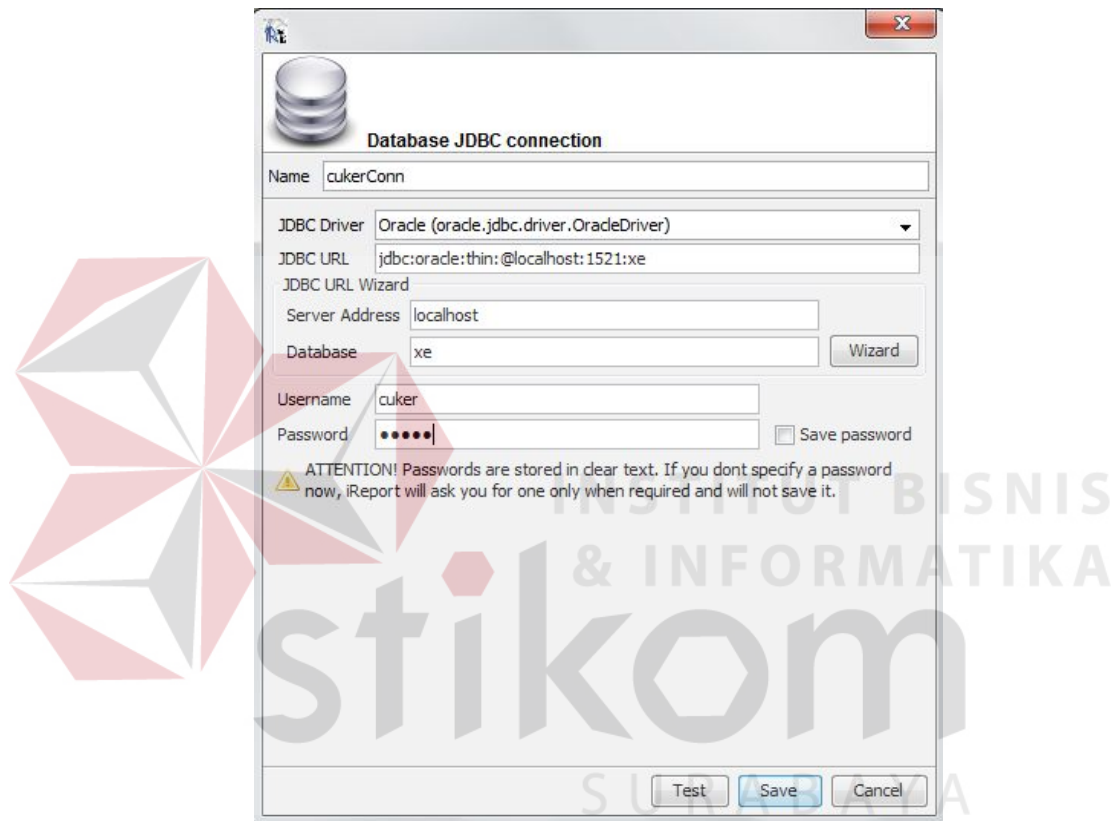 Database JDBC connection
Name cukerConn
JDBC Driver Oracle (oracle.jdbc.driver.OracleDriver)
JDBC URL jdbc:oracle:thin:@localhost:1521:xe
JDBC URL Wizard
Server Address localhost
Database xe Wizard
Username cuker
Password ●●●●● Save password
ATTENTION! Passwords are stored in clear text. If you dont specify a password
now, iReport will ask you for one only when required and will not save it.
INSTITUT BISNIS
& INFORMATIKA
stikom
SURABAYA
Test Save Cancel